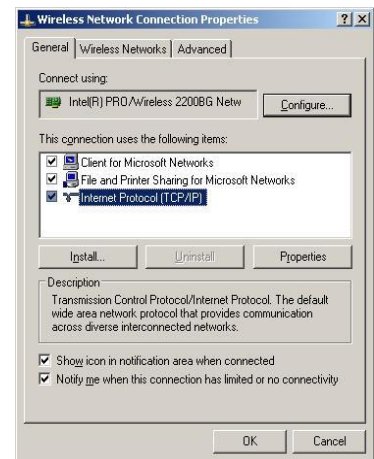 Wireless Network Connection Properties
General
Wireless Networks
Advanced
Connect using:
Intel(R) PRO/Wireless 2200BG Netw
Configure...
This connection uses the following items:
Client for Microsoft Networks
File and Printer Sharing for Microsoft Networks
Internet Protocol (TCP/IP)
Install...
Uninstall
Properties
Description
Transmission Control Protocol/Internet Protocol. The default
wide area network protocol that provides communication
across diverse interconnected networks.
Show icon in notification area when connected
Notify me when this connection has limited or no connectivity
OK
Cancel